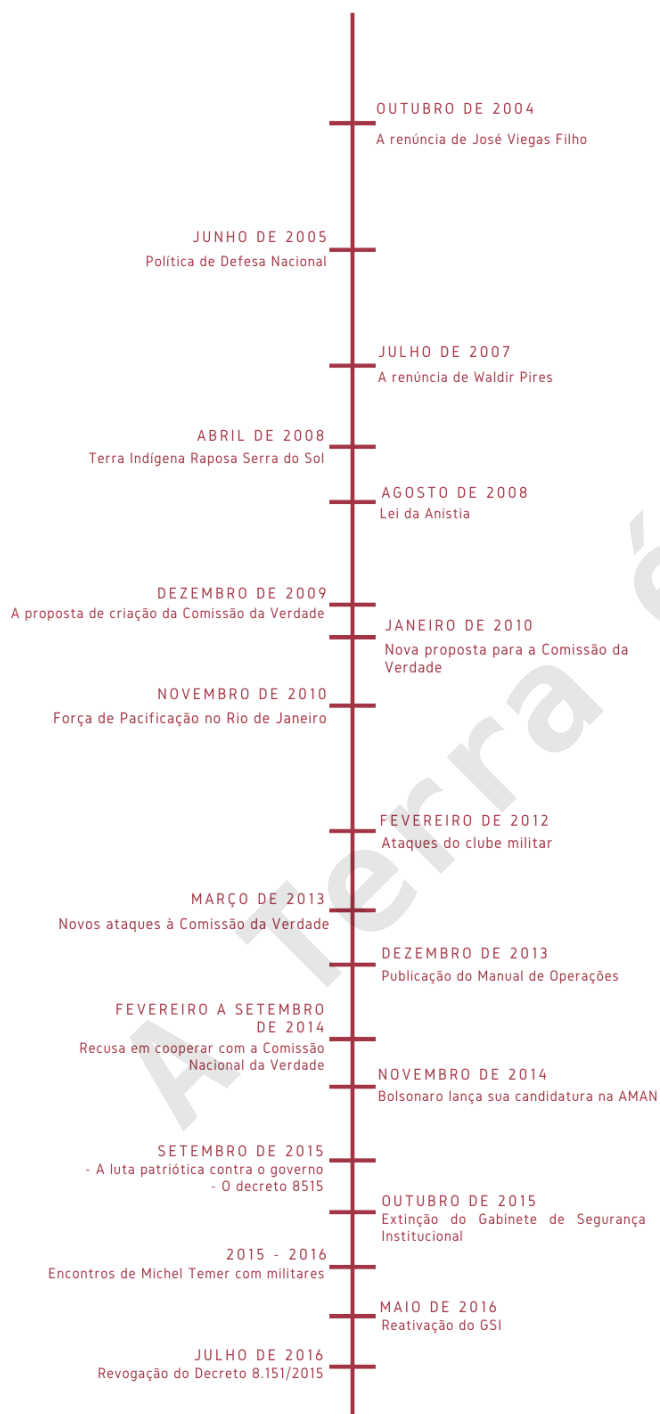 OUTUBRO DE 2004
A renúncia de José Viegas Filho
JUNHO DE 2005
Política de Defesa Nacional
JULHO DE 2007
A renúncia de Waldir Pires
ABRIL DE 2008
Terra Indígena Raposa Serra do Sol
AGOSTO DE 2008
Lei da Anistia
DEZEMBRO DE 2009
A proposta de criação da Comissão da Verdade
JANEIRO DE 2010
Nova proposta para a Comissão da
Verdade
NOVEMBRO DE 2010
Força de Pacificação no Rio de Janeiro
FEVEREIRO DE 2012
Ataques do clube militar
MARÇO DE 2013
Novos ataques à Comissão da Verdade
DEZEMBRO DE 2013
Publicação do Manual de Operações
FEVEREIRO A SETEMBRO
DE 2014
Recusa em cooperar com a Comissão
Nacional da Verdade
NOVEMBRO DE 2014
Bolsonaro lança sua candidatura na AMAN
SETEMBRO DE 2015
- A luta patriótica contra o governo
- O decreto 8515
OUTUBRO DE 2015
Extinção do Gabinete de Segurança
Institucional
2015 - 2016
Encontros de Michel Temer com militares
MAIO DE 2016
Reativação do GSI
JULHO DE 2016
Revogação do Decreto 8.151/2015
A Terra é